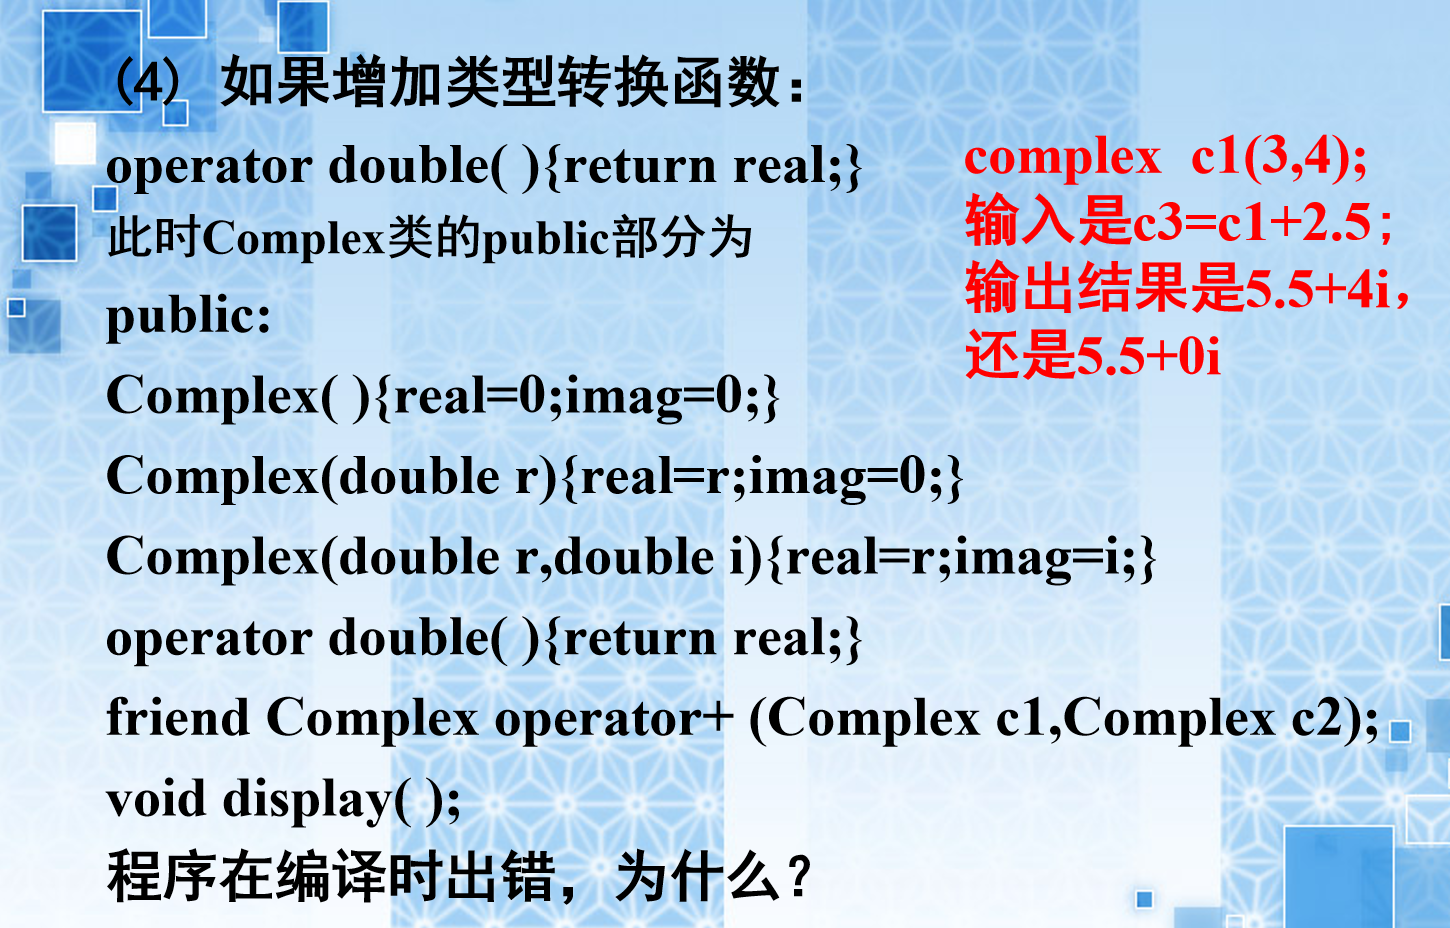 (4) 如果增加类型转换函数：
operator double( ){return real;}
此时Complex类的public部分为
public:
Complex( ){real=0;imag=0;}
Complex(double r){real=r;imag=0;}
Complex(double r,double i){real=r;imag=i;}
operator double( ){return real;}
friend Complex operator+ (Complex c1,Complex c2);
void display( );
程序在编译时出错，为什么？
complex c1(3,4);
输入是c3=c1+2.5；
输出结果是5.5+4i，
还是5.5+0i